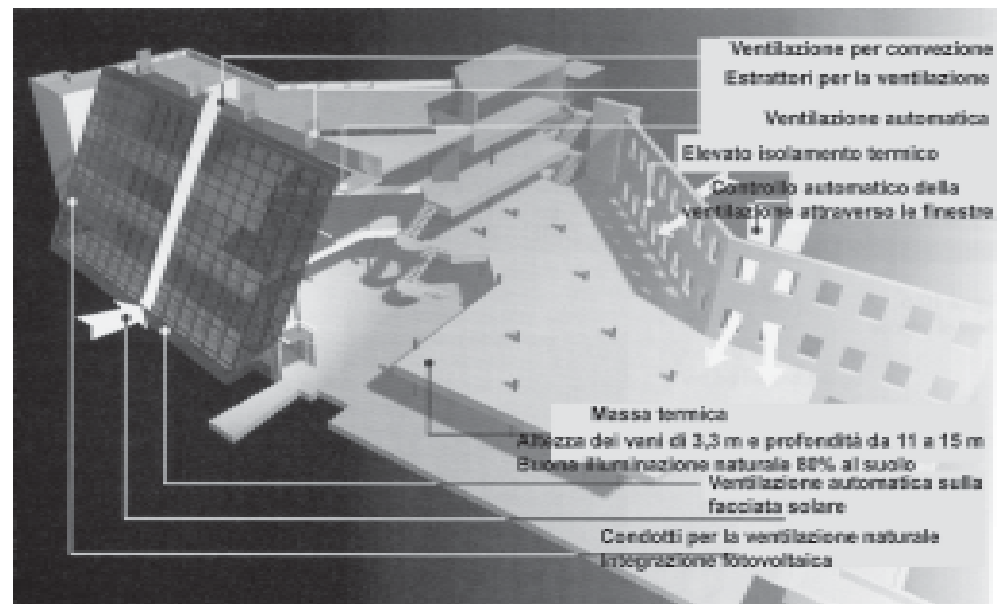 Ventilazione per convezione
Estrattori per la ventilazione
Ventilazione automatica
Elevato isolamento termico
Controllo automatico della
ventilazione attraverso le finestre
Massa termica
Altezza dei vani di 3,3 m e profondità da 11 a 15 m
Buona illuminazione naturale 80% al suolo
Ventilazione automatica sulla
facciata solare
Condotti per la ventilazione naturale
Integrazione fotovoltaica